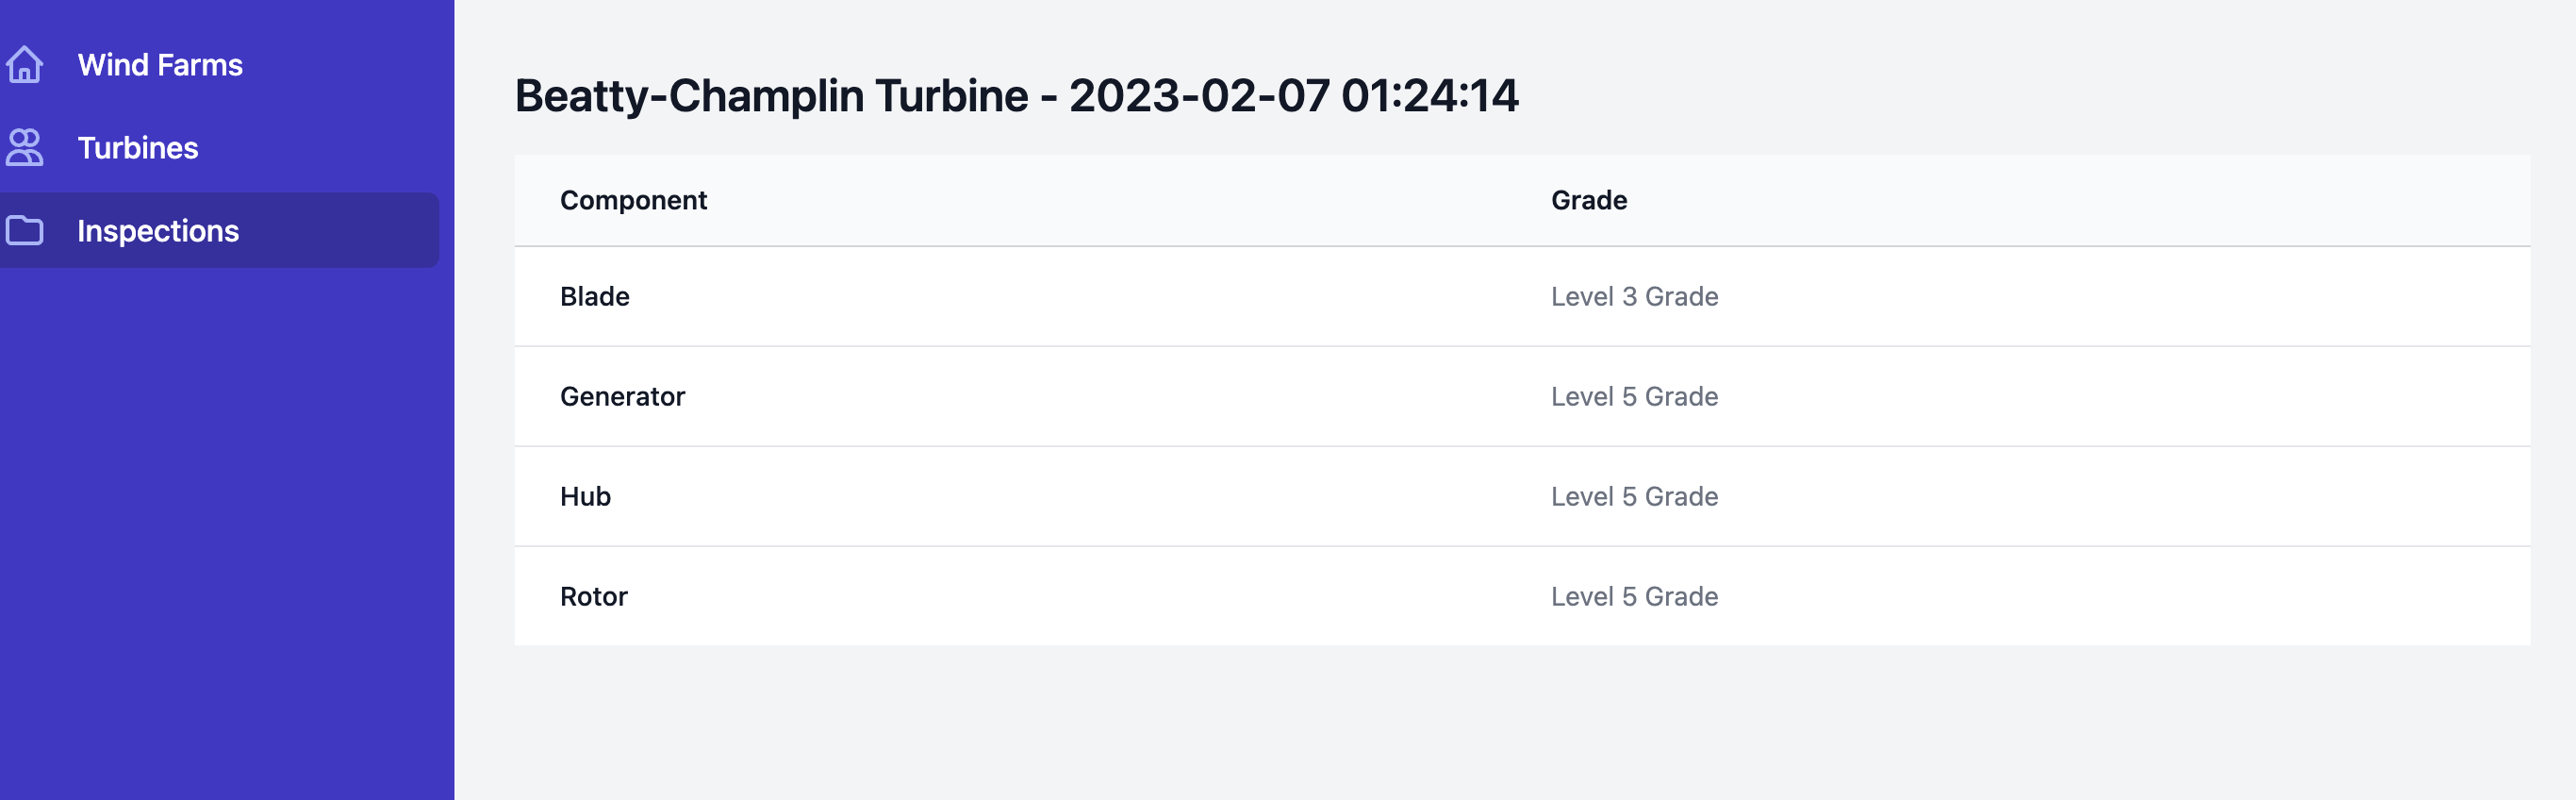 Wind Farms
Turbines
Inspections
Beatty-Champlin Turbine - 2023-02-07 01:24:14
Component Grade
Blade Level 3 Grade
Generator Level 5 Grade
Hub Level 5 Grade
Rotor Level 5 Grade